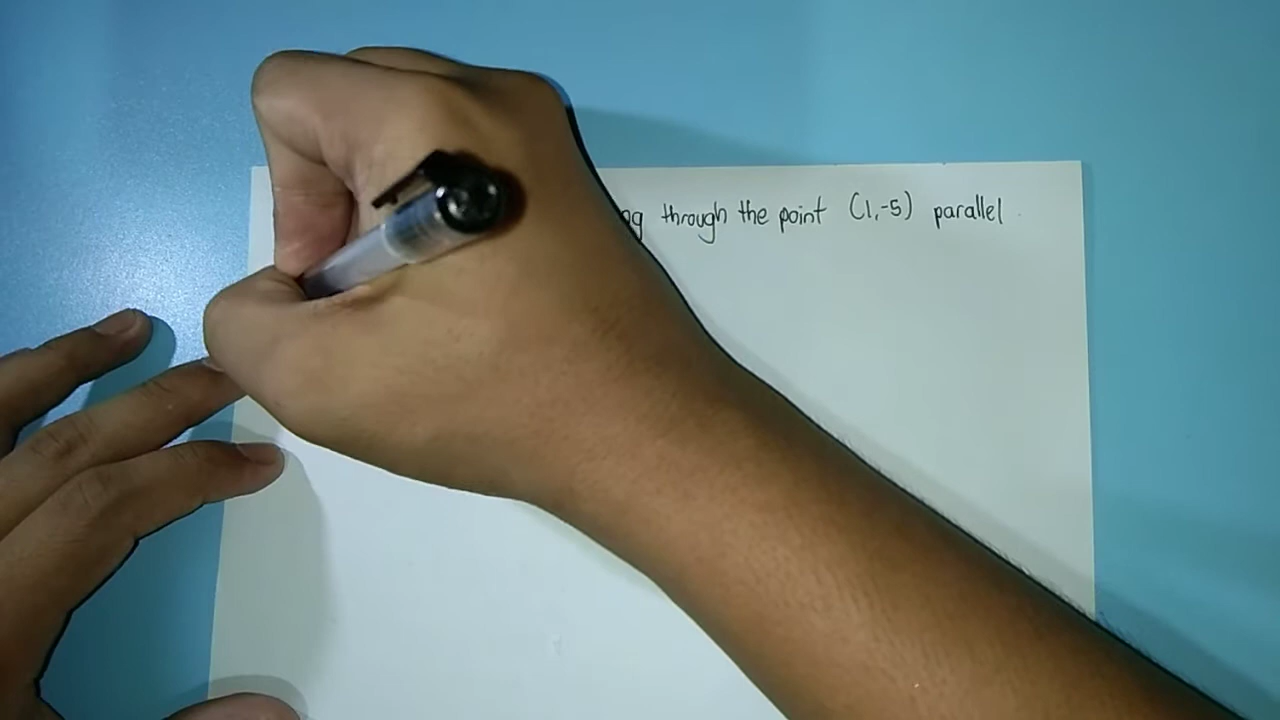 through the point (1,-5) parallel